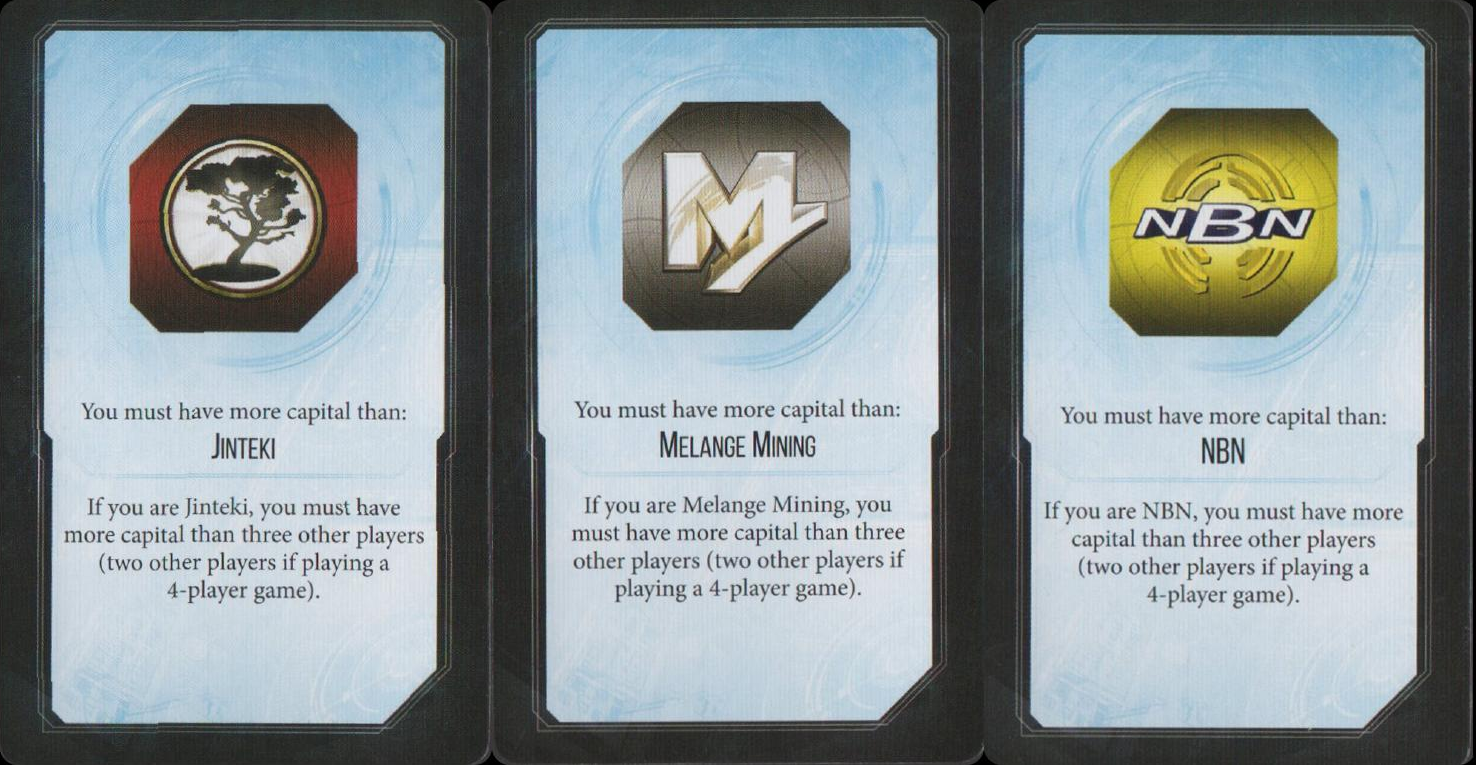 You must have more capital than:
JINTEKI
If you are Jinteki, you must have
more capital than three other players
(two other players if playing a
4-player game).
M
You must have more capital than:
MELANGE MINING
If you are Melange Mining, you
must have more capital than three
other players (two other players if
playing a 4-player game).
NBN
You must have more capital than:
NBN
If you are NBN, you must have more
capital than three other players
(two other players if playing a
4-player game).